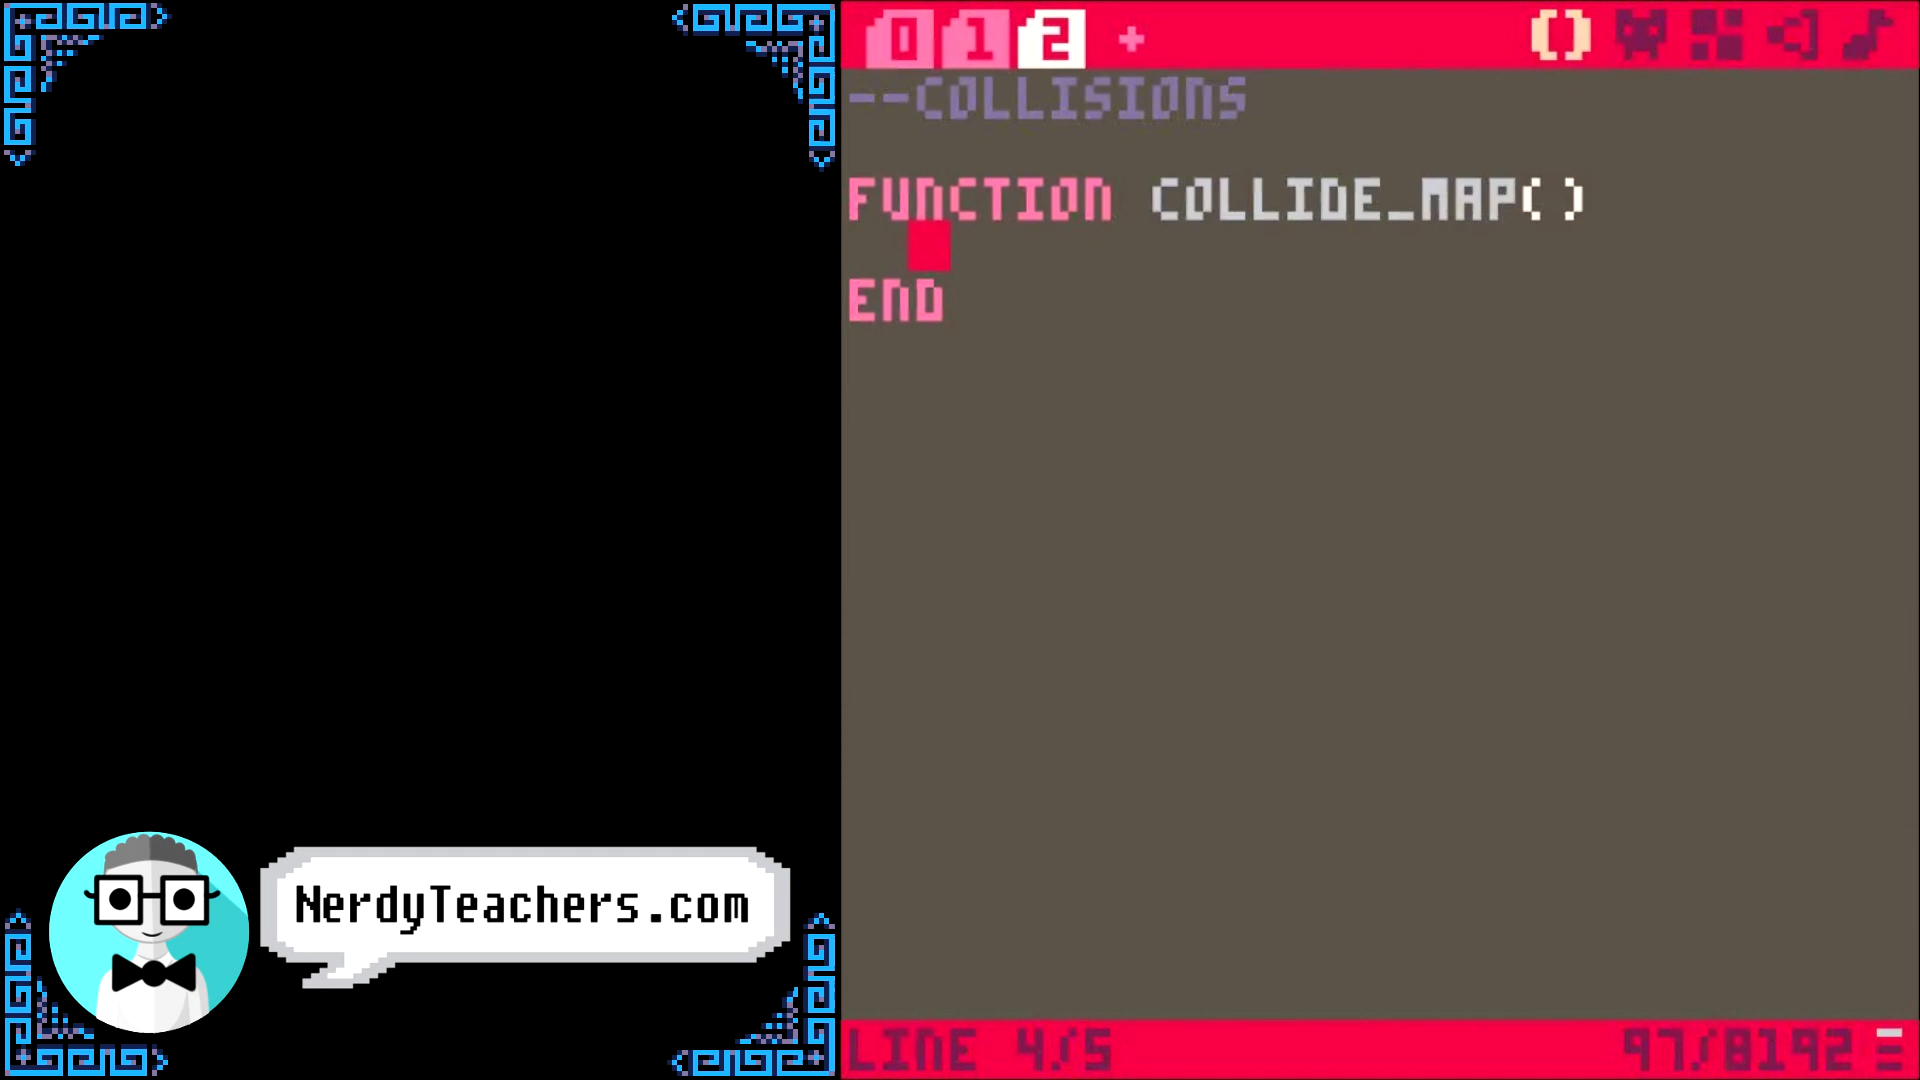 0 1 2 +
--COLLISIONS
FUNCTION COLLIDE_MAP()
END
NerdyTeachers.com
LINE 4/5
97/8192